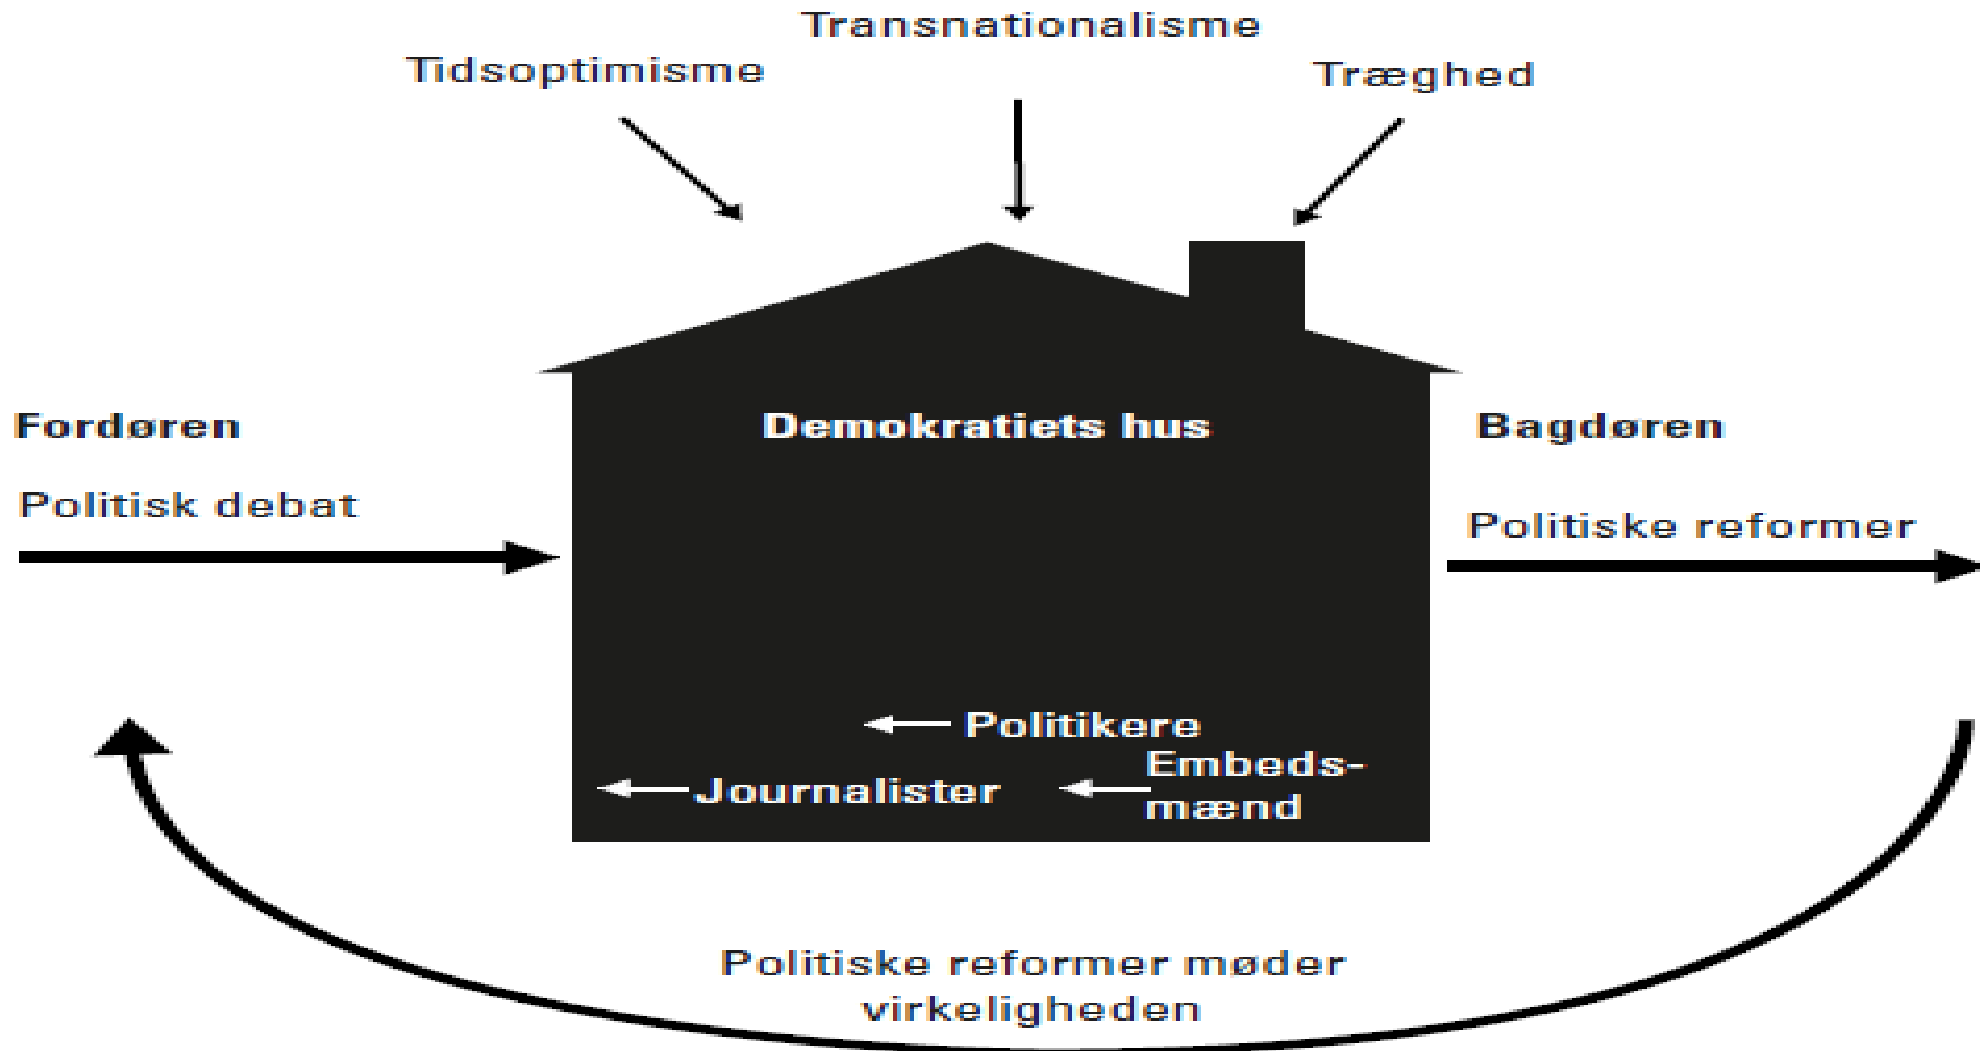 Transnationalisme
Tidsoptimisme
Træghed
Fordøren
Demokratiets hus
Bagdøren
Politisk debat
Politiske reformer
Politikere
Embeds-
mænd
Journalister
Politiske reformer møder
virkeligheden